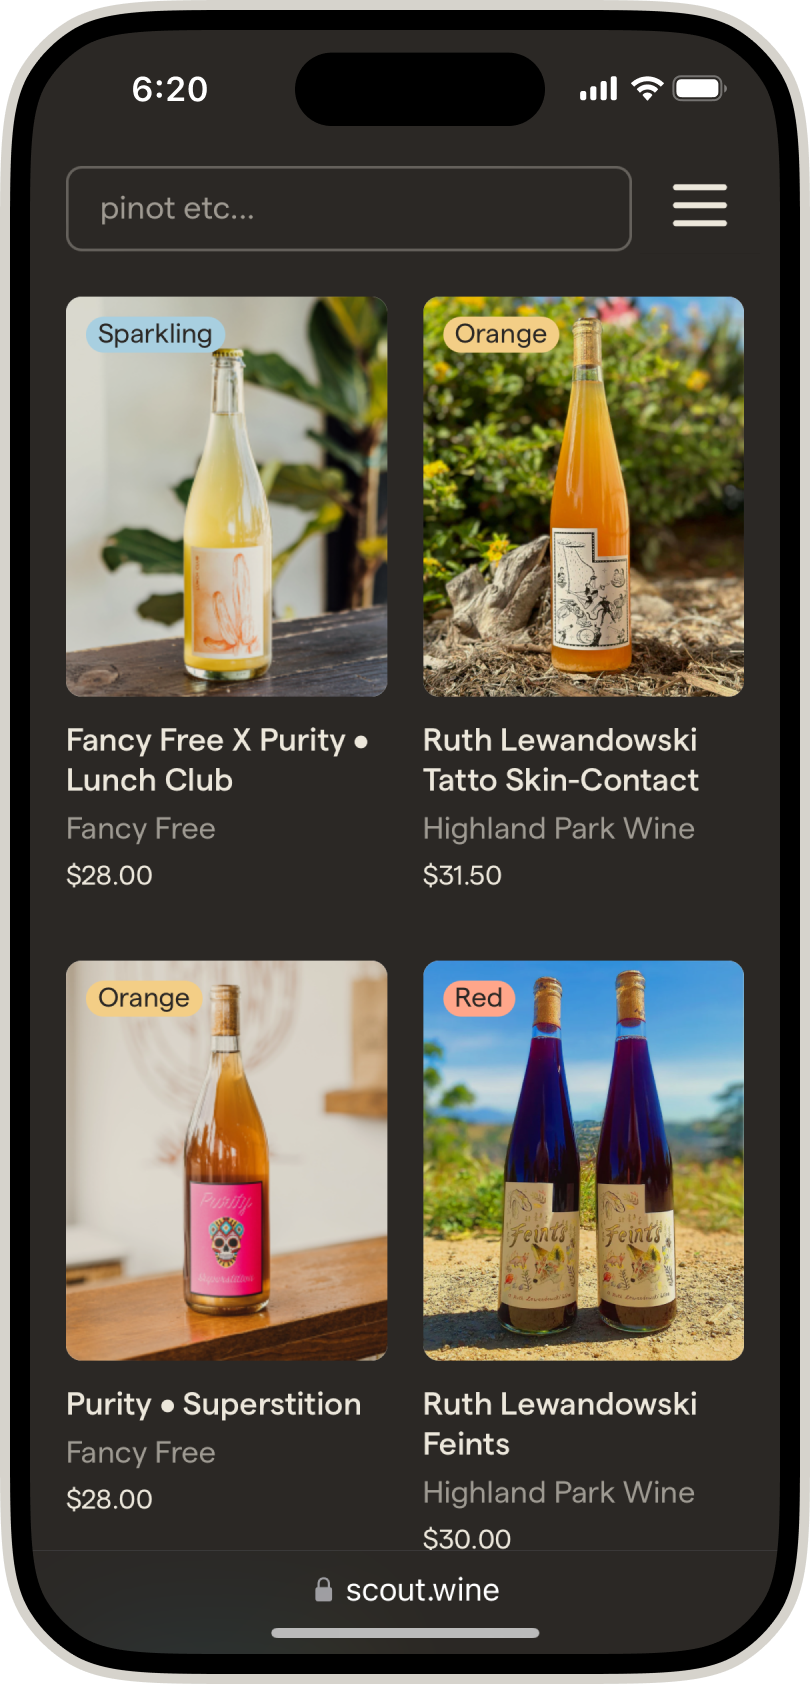 6:20
pinot etc...
Sparkling
Orange
Fancy Free X Purity •
Lunch Club
Fancy Free
$28.00
Ruth Lewandowski
Tatto Skin-Contact
Highland Park Wine
$31.50
Orange
Purity
Superstition
Red
Feints
Feints
Purity • Superstition
Fancy Free
$28.00
Ruth Lewandowski
Feints
Highland Park Wine
$30.00
scout.wine